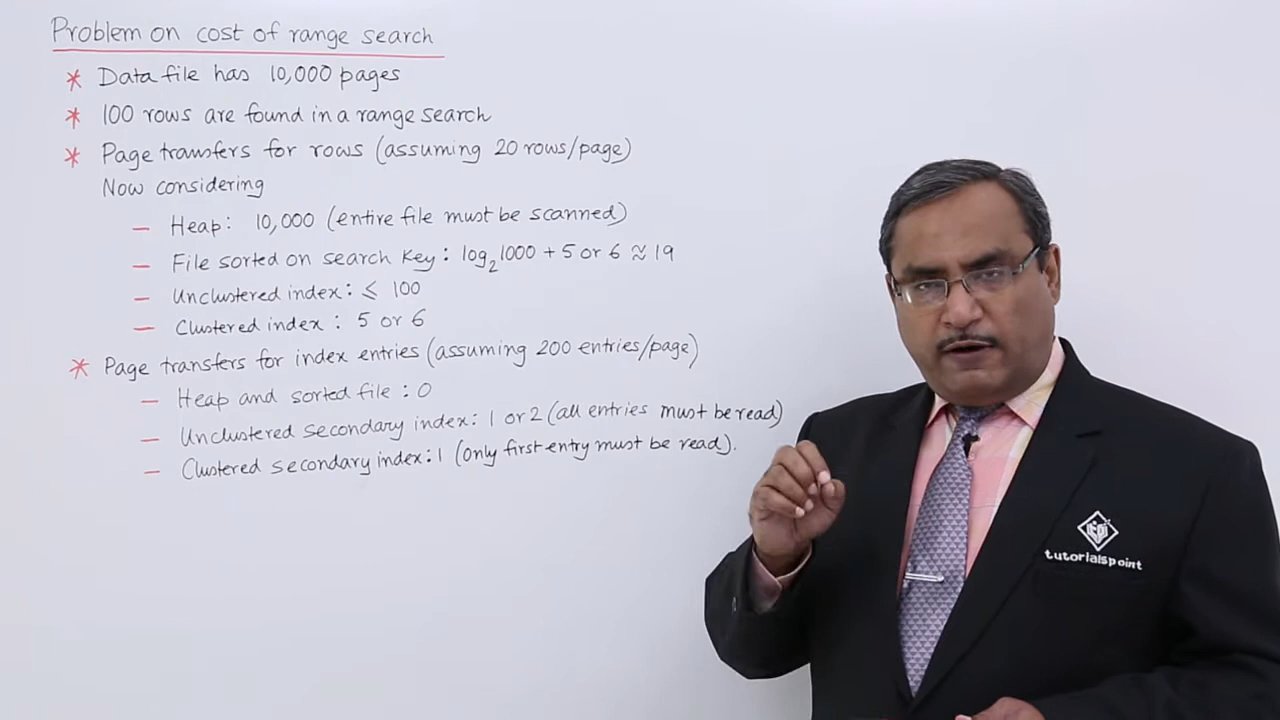 Problem on cost of range search
* Data file has 10,000 pages
* 100 rows are found in a range search
* Page transfers for rows (assuming 20 rows/page)
Now considering
— Heap: 10,000 (entire file must be scanned)
— File sorted on search key: log₂1000 + 5 or 6 ≈ 19
— Unclustered index: ⩽ 100
— Clustered index : 5 or 6
* Page transfers for index entries (assuming 200 entries/page)
— Heap and sorted file : 0
— Unclustered secondary index: 1 or 2 (all entries must be read)
— Clustered secondary index: 1 (only first entry must be read).
tutorialspoint